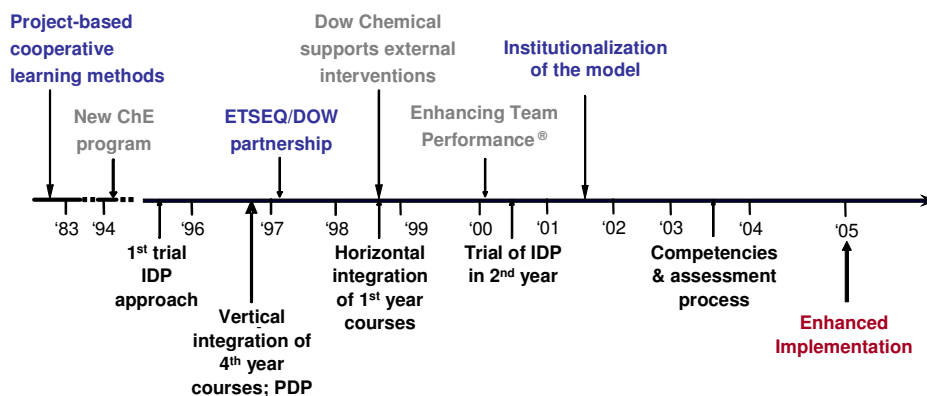 Project-based
cooperative
learning methods
New ChE
program
ETSEQ/DOW
partnership
Dow Chemical
supports external
interventions
Enhancing Team
Performance ®
Institutionalization
of the model
‘83
‘94
‘96
‘97
‘98
‘99
‘00
‘01
‘02
‘03
‘04
‘05
1st trial
IDP
approach
Vertical
integration of
4th year
courses; PDP
Horizontal
integration
of 1st year
courses
Trial of IDP
in 2nd year
Competencies
& assessment
process
Enhanced
Implementation